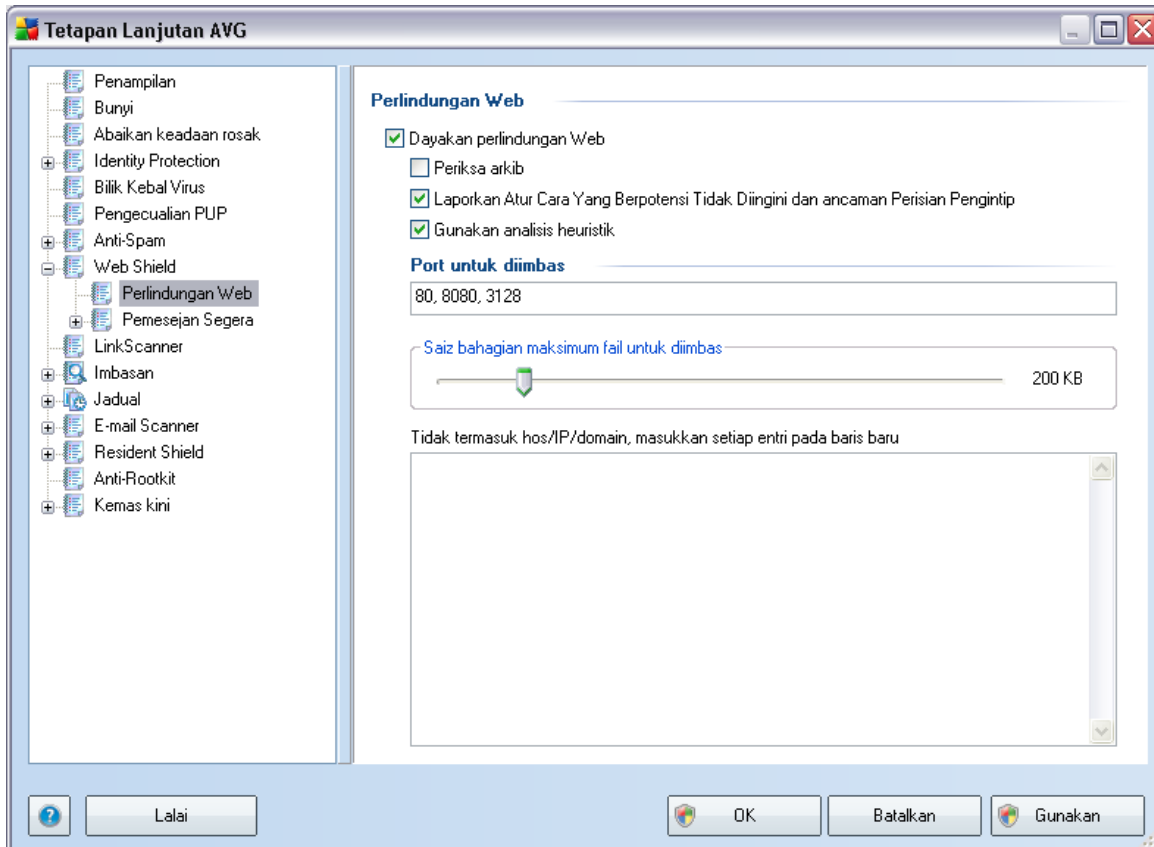 Tetapan Lanjutan AVG
Penampilan
Bunyi
Abaikan keadaan rosak
Identity Protection
Bilik Kebal Virus
Pengecualian PUP
Anti-Spam
Web Shield
Perlindungan Web
Pemesejan Segera
LinkScanner
Imbasan
Jadual
E-mail Scanner
Resident Shield
Anti-Rootkit
Kemas kini
Perlindungan Web
Dayakan perlindungan Web
Periksa arkib
Laporkan Atur Cara Yang Berpotensi Tidak Diingini dan ancaman Perisian Pengintip
Gunakan analisis heuristik
Port untuk diimbas
80, 8080, 3128
Saiz bahagian maksimum fail untuk diimbas
200 KB
Tidak termasuk hos/IP/domain, masukkan setiap entri pada baris baru
Lalai
OK
Batalkan
Gunakan